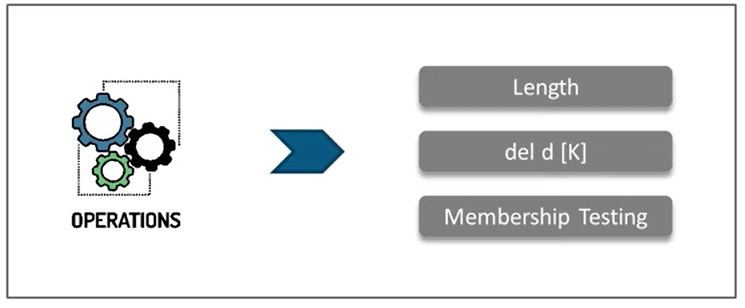 OPERATIONS
Length
del d [K]
Membership Testing